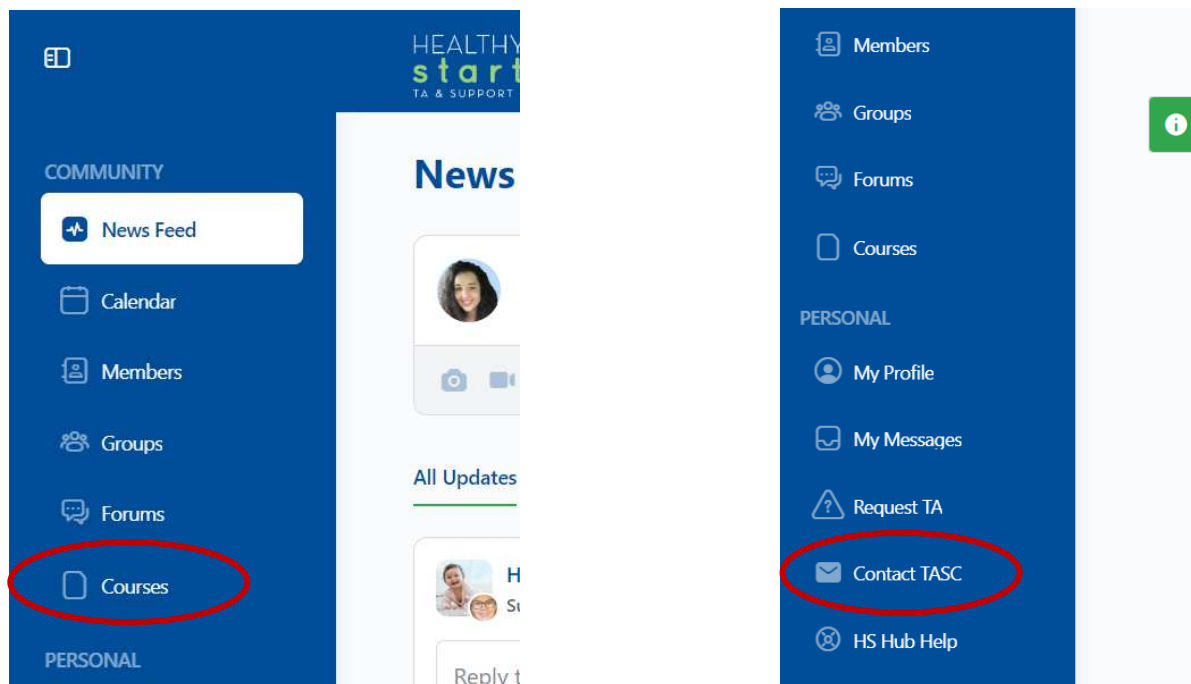 HEALTHY
start
TA & SUPPORT
COMMUNITY
News Feed
Calendar
Members
Groups
Forums
Courses
PERSONAL
News
All Updates
H
Su
Reply t
Members
Groups
Forums
Courses
PERSONAL
My Profile
My Messages
Request TA
Contact TASC
HS Hub Help